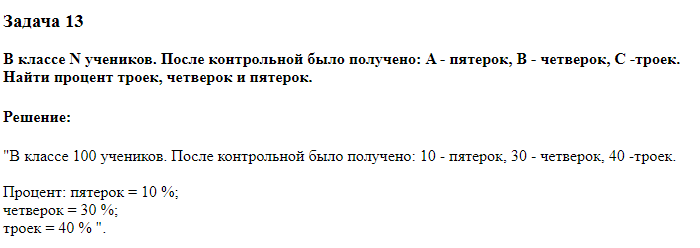 Задача 13
В классе N учеников. После контрольной было получено: A - пятерок, B - четверок, C -троек.
Найти процент троек, четверок и пятерок.
Решение:
"В классе 100 учеников. После контрольной было получено: 10 - пятерок, 30 - четверок, 40 -троек.
Процент: пятерок = 10 %;
четверок = 30 %;
троек = 40 % ".